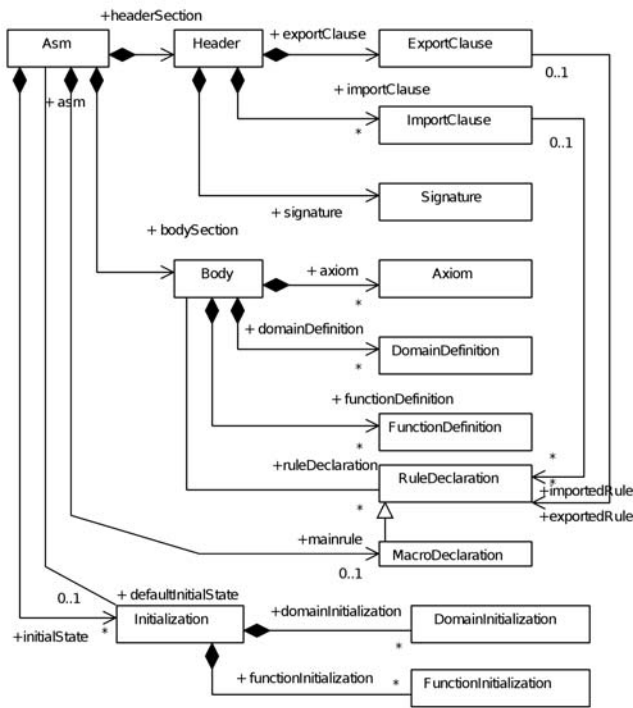 +headerSection
Asm
Header
+ exportClause
ExportClause
0..1
+ asm
+ importClause
*
ImportClause
0..1
Signature
+ signature
+ bodySection
Body
+ axiom
*
Axiom
+ domainDefinition
*
DomainDefinition
+ functionDefinition
*
FunctionDefinition
+ruleDeclaration
*
RuleDeclaration
*
*
+importedRule
+exportedRule
+mainrule
0..1
MacroDeclaration
0..1
+ defaultInitialState
+initialState
*
Initialization
+domainInitialization
*
DomainInitialization
+ functionInitialization
*
FunctionInitialization